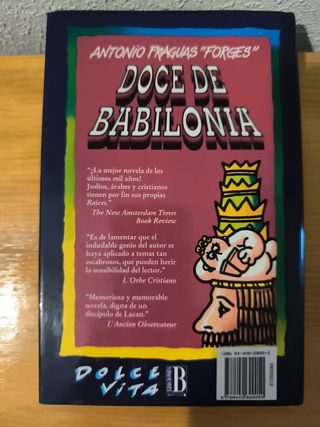 ANTONIO FRAGUAS "FORGES"
DOCE DE
BABILONIA
"¡La mejor novela de los
últimos mil años!
Judíos, árabes y cristianos
tienen por fin sus propias
Raíces."
The New Amsterdam Times
Book Review
"Es de lamentar que el
indudable genio del autor se
haya aplicado a temas tan
escabrosos, que pueden herir
la sensibilidad del lector."
L'Orbe Cristiano
"Memoriosa y memorable
novela, digna de un
discípulo de Lacan."
L'Ancien Observateur
DOLCE
VITA
B